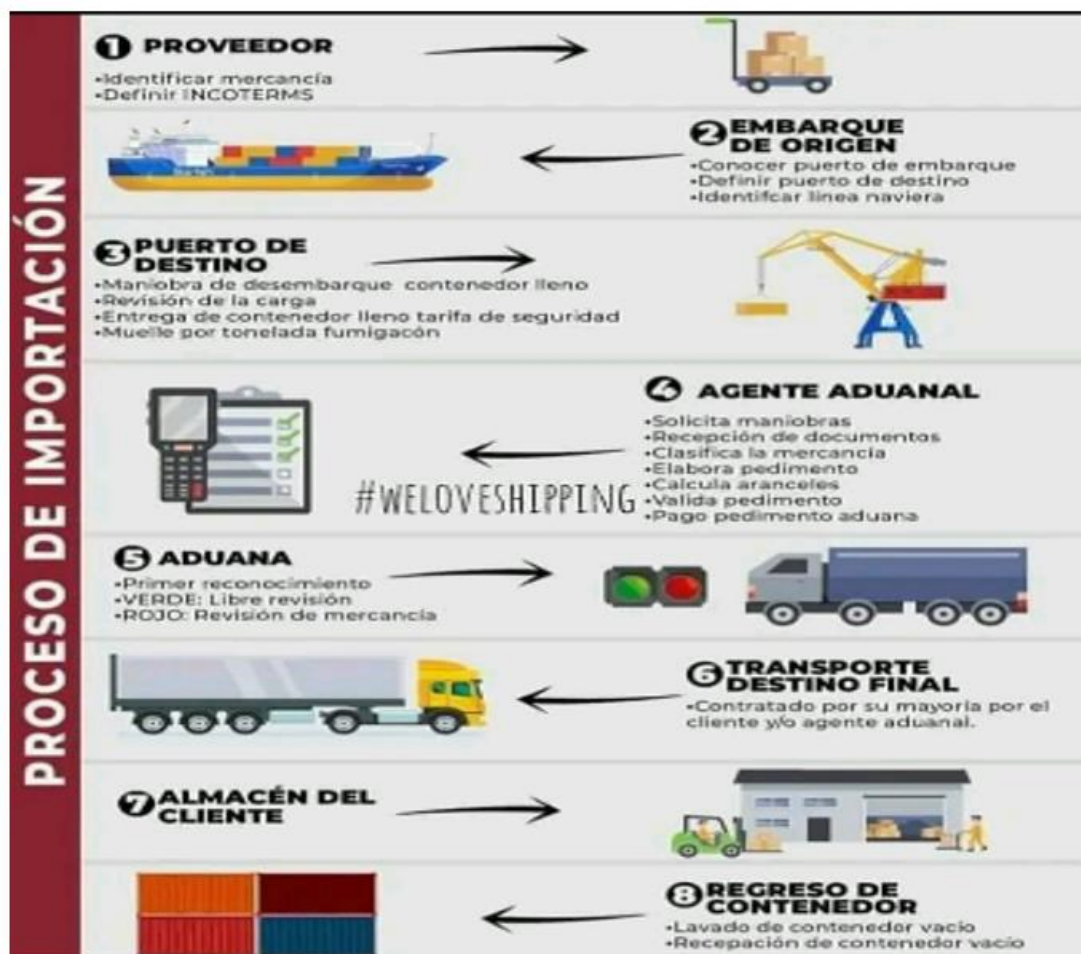 PROCESO DE IMPORTACIÓN
1 PROVEEDOR
•Identificar mercancía
•Definir INCOTERMS
2 EMBARQUE
DE ORIGEN
•Conocer puerto de embarque
•Definir puerto de destino
•Identifcar linea naviera
3 PUERTO DE
DESTINO
•Maniobra de desembarque contenedor lleno
•Revisión de la carga
•Entrega de contenedor lleno tarifa de seguridad
•Muelle por tonelada fumigacón
4 AGENTE ADUANAL
•Solicita maniobras
•Recepción de documentos
•Clasifica la mercancía
•Elabora pedimento
•Calcula aranceles
•Valida pedimento
•Pago pedimento aduana
#WELOVESHIPPING
5 ADUANA
•Primer reconocimiento
•VERDE: Libre revisión
•ROJO: Revisión de mercancía
6 TRANSPORTE
DESTINO FINAL
•Contratado por su mayoría por el
cliente y/o agente aduanal.
7 ALMACÉN DEL
CLIENTE
8 REGRESO DE
CONTENEDOR
•Lavado de contenedor vacío
•Recepación de contenedor vacío